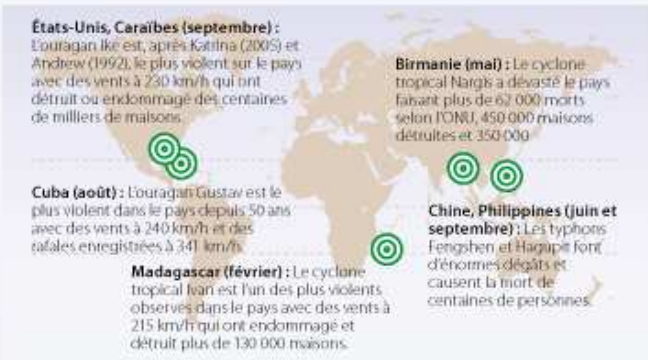 États-Unis, Caraïbes (septembre) :
L'ouragan Ike est, après Katrina (2005) et
Andrew (1992), le plus violent sur le pays
avec des vents à 230 km/h qui ont
détruit ou endommagé des centaines
de milliers de maisons.
Birmanie (mai) : Le cyclone
tropical Nargis a dévasté le pays
faisant plus de 62 000 morts
selon l'ONU, 450 000 maisons
détruites et 350 000
Cuba (août) : L'ouragan Gustav est le
plus violent dans le pays depuis 50 ans
avec des vents à 240 km/h et des
rafales enregistrées à 341 km/h.
Chine, Philippines (juin et
septembre) : Les typhons
Fengshen et Hagupit font
d'énormes dégâts et
causent la mort de
centaines de personnes.
Madagascar (février) : Le cyclone
tropical Ivan est l'un des plus violents
observés dans le pays avec des vents à
215 km/h qui ont endommagé et
détruit plus de 130 000 maisons.